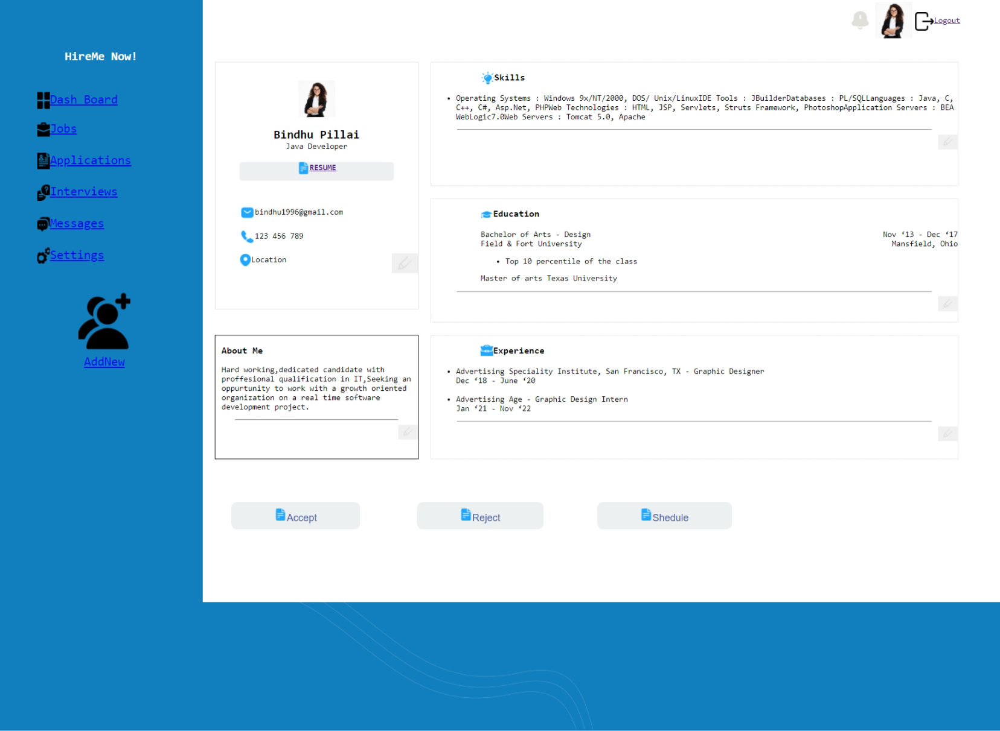 Logout
HireMe Now!
Dash Board
Jobs
Applications
Interviews
Messages
Settings
AddNew
Bindhu Pillai
Java Developer
RESUME
bindhu1996@gmail.com
123 456 789
Location
About Me
Hard working,dedicated candidate with
proffesional qualification in IT,Seeking an
oppurtunity to work with a growth oriented
organization on a real time software
development project.
Skills
• Operating Systems : Windows 9x/NT/2000, DOS/ Unix/LinuxIDE Tools : JBuilderDatabases : PL/SQLLanguages : Java, C,
C++, C#, Asp.Net, PHPWeb Technologies : HTML, JSP, Servlets, Struts Framework, PhotoshopApplication Servers : BEA
WebLogic7.0Web Servers : Tomcat 5.0, Apache
Education
Bachelor of Arts - Design Nov ‘13 - Dec ‘17
Field & Fort University Mansfield, Ohio
• Top 10 percentile of the class
Master of arts Texas University
Experience
• Advertising Speciality Institute, San Francisco, TX - Graphic Designer
Dec ‘18 - June ‘20
• Advertising Age - Graphic Design Intern
Jan ‘21 - Nov ‘22
Accept
Reject
Shedule